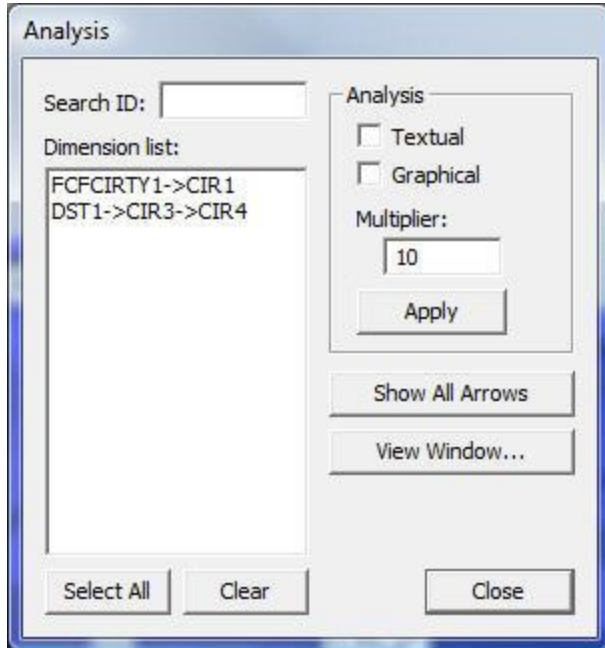 Analysis
Search ID:
Dimension list:
FCFCIRTY1->CIR1
DST1->CIR3->CIR4
Select All
Clear
Analysis
Textual
Graphical
Multiplier:
10
Apply
Show All Arrows
View Window...
Close